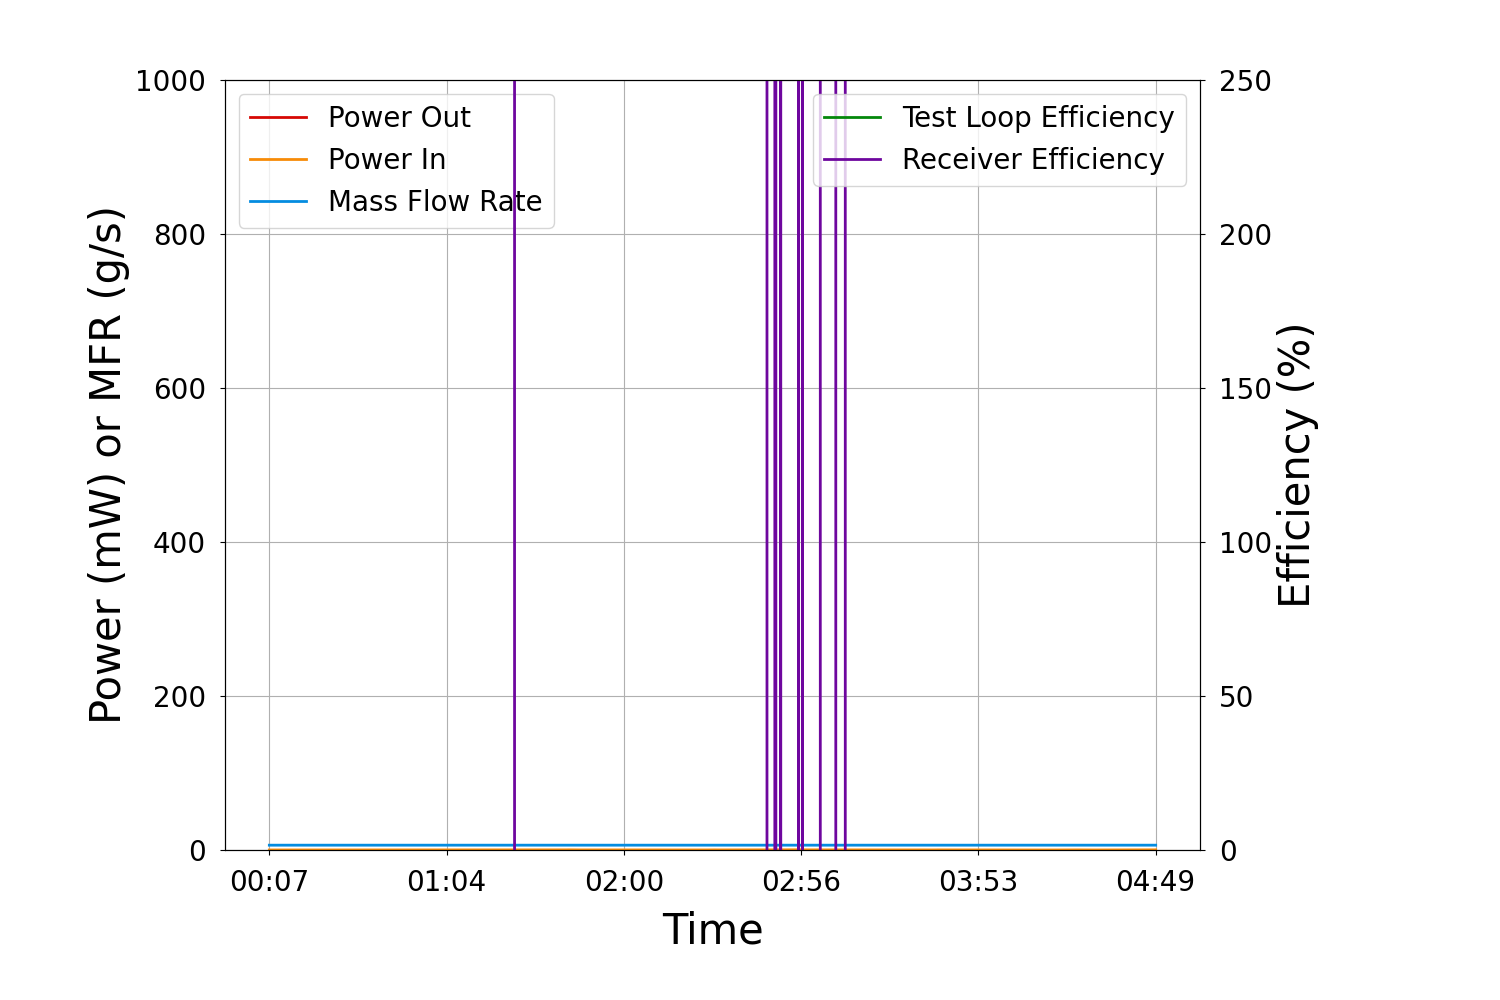 1000
800
600
400
200
0
Power (mW) or MFR (g/s)
Power Out
Power In
Mass Flow Rate
Test Loop Efficiency
Receiver Efficiency
250
200
150
100
50
0
Efficiency (%)
00:07 01:04 02:00 02:56 03:53 04:49
Time